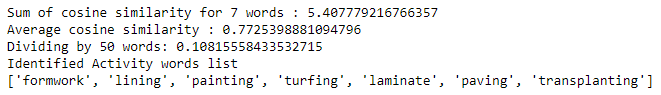 Sum of cosine similarity for 7 words : 5.407779216766357
Average cosine similarity : 0.7725398881094796
Dividing by 50 words: 0.10815558433532715
Identified Activity words list
['formwork', 'lining', 'painting', 'turfing', 'laminate', 'paving', 'transplanting']